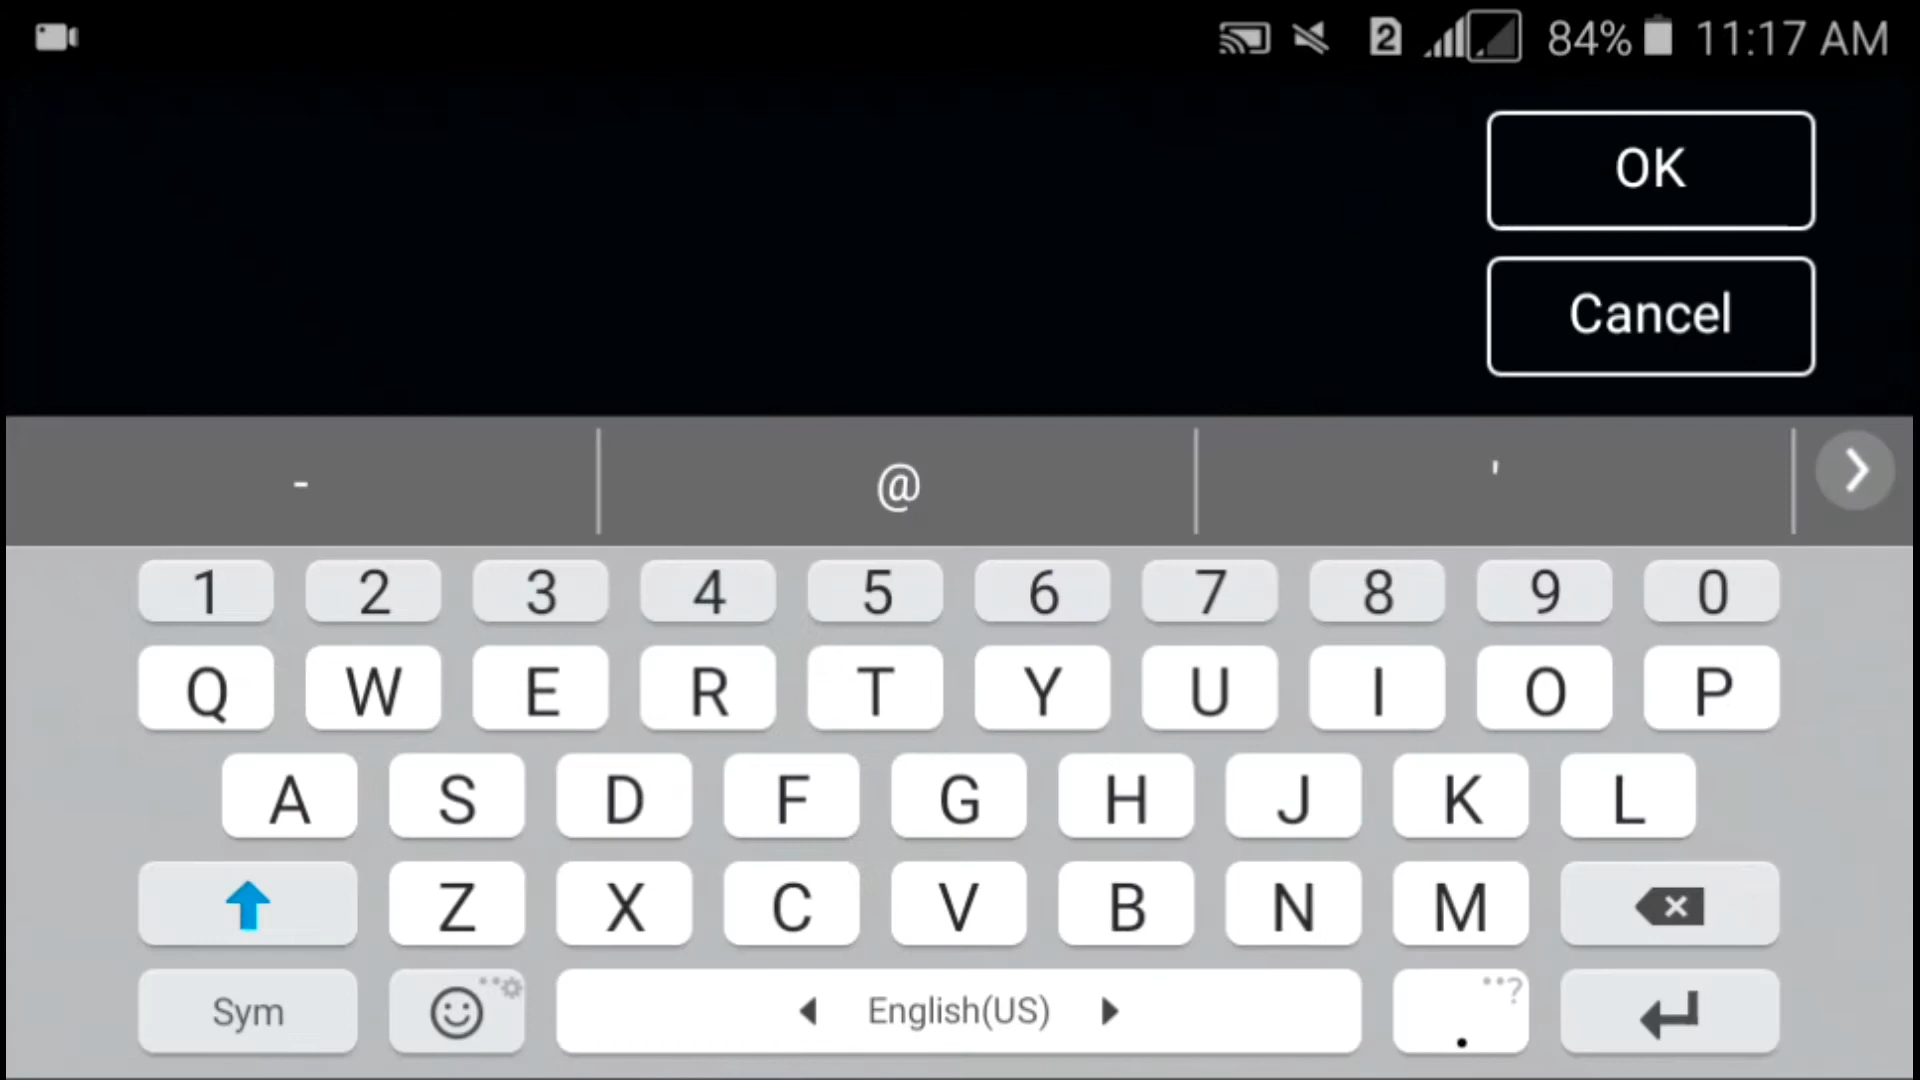 2 84% 11:17 AM
OK
Cancel
- @ '
1 2 3 4 5 6 7 8 9 0
Q W E R T Y U I O P
A S D F G H J K L
Z X C V B N M
Sym English(US) . ..?